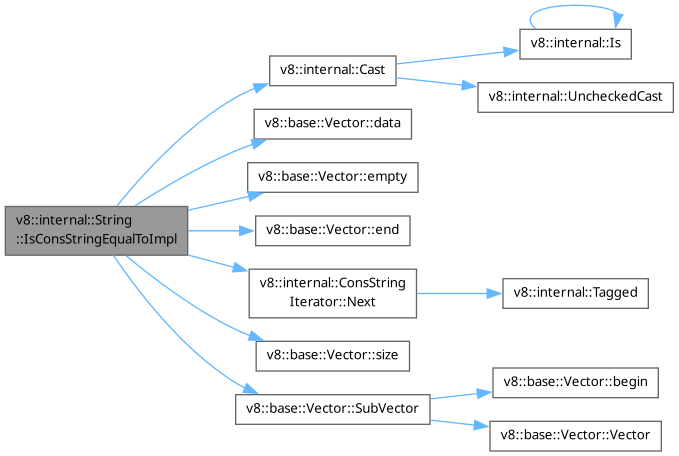 v8::internal::String
::IsConsStringEqualToImpl
v8::internal::Cast
v8::internal::Is
v8::internal::UncheckedCast
v8::base::Vector::data
v8::base::Vector::empty
v8::base::Vector::end
v8::internal::ConsString
Iterator::Next
v8::internal::Tagged
v8::base::Vector::size
v8::base::Vector::SubVector
v8::base::Vector::begin
v8::base::Vector::Vector